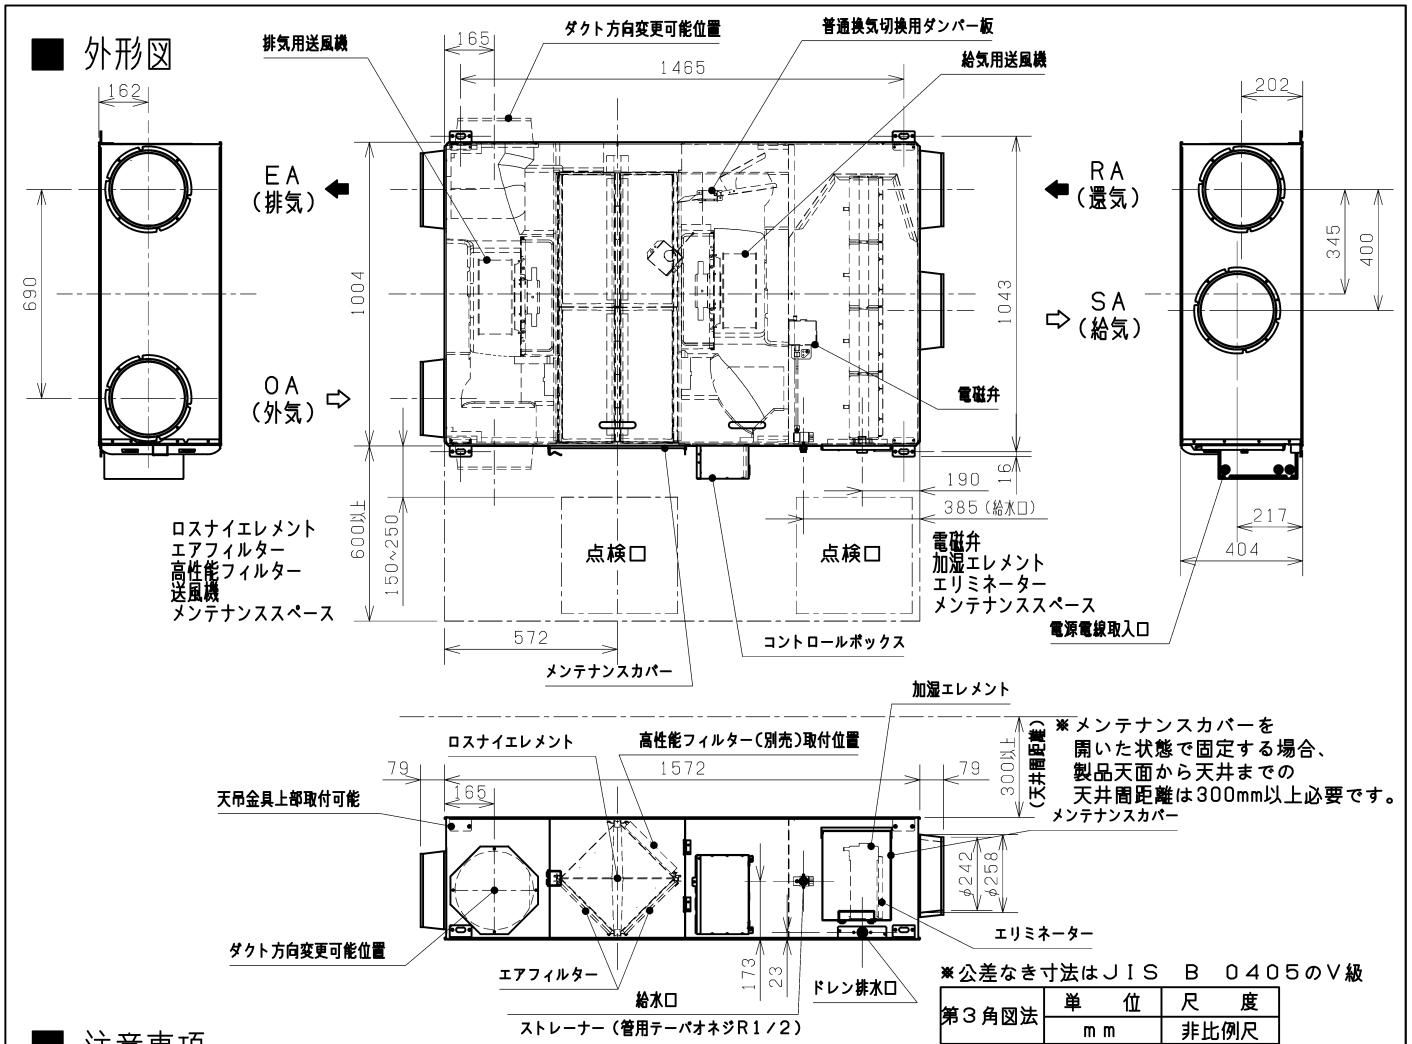 ■ 外形図
ダクト方向変更可能位置
普通換気切換用ダンパー板
排気用送風機
給気用送風機
165
1465
162
202
EA
(排気)
RA
(還気)
690
1004
1043
345
400
SA
(給気)
OA
(外気)
電磁弁
16
190
385(給水口)
217
404
600以上
150~250
点検口
点検口
ロスナイエレメント
エアフィルター
高性能フィルター
送風機
メンテナンススペース
電磁弁
加湿エレメント
エリミネーター
メンテナンススペース
572
コントロールボックス
電源電線取入口
メンテナンスカバー
加湿エレメント
ロスナイエレメント
高性能フィルター(別売)取付位置
300以上
(天井間距離)
※メンテナンスカバーを
開いた状態で固定する場合、
製品天面から天井までの
天井間距離は300mm以上必要です。
79
1572
79
165
天吊金具上部取付可能
メンテナンスカバー
φ242
φ258
ダクト方向変更可能位置
エアフィルター
173
23
エリミネーター
ドレン排水口
給水口
ストレーナー(管用テーパオネジR1/2)
※公差なき寸法はJIS B 0405のV級
第3角図法
単 位
尺 度
mm
非比例尺
■ 注意事項